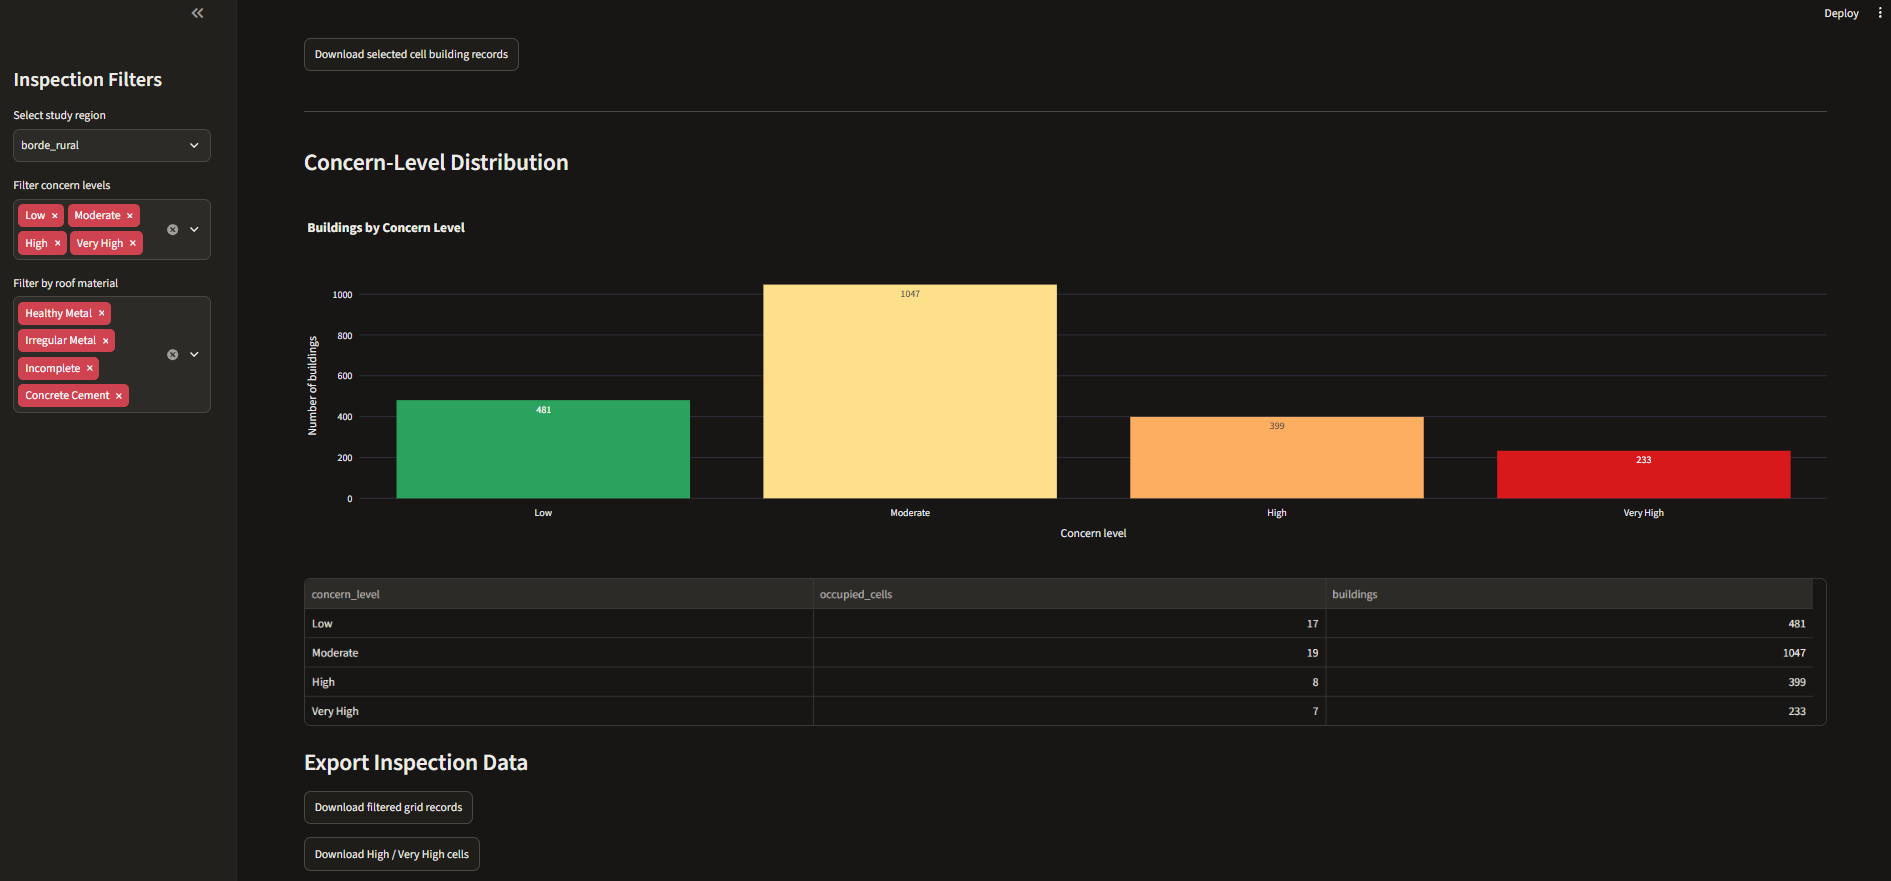 Deploy
Inspection Filters
Select study region
borde_rural
Filter concern levels
Low × Moderate ×
High × Very High ×
Filter by roof material
Healthy Metal ×
Irregular Metal ×
Incomplete ×
Concrete Cement ×
Download selected cell building records
Concern-Level Distribution
Buildings by Concern Level
Number of buildings
1000
800
600
400
200
0
481
1047
399
233
Low Moderate High Very High
Concern level
concern_level occupied_cells buildings
Low 17 481
Moderate 19 1047
High 8 399
Very High 7 233
Export Inspection Data
Download filtered grid records
Download High / Very High cells